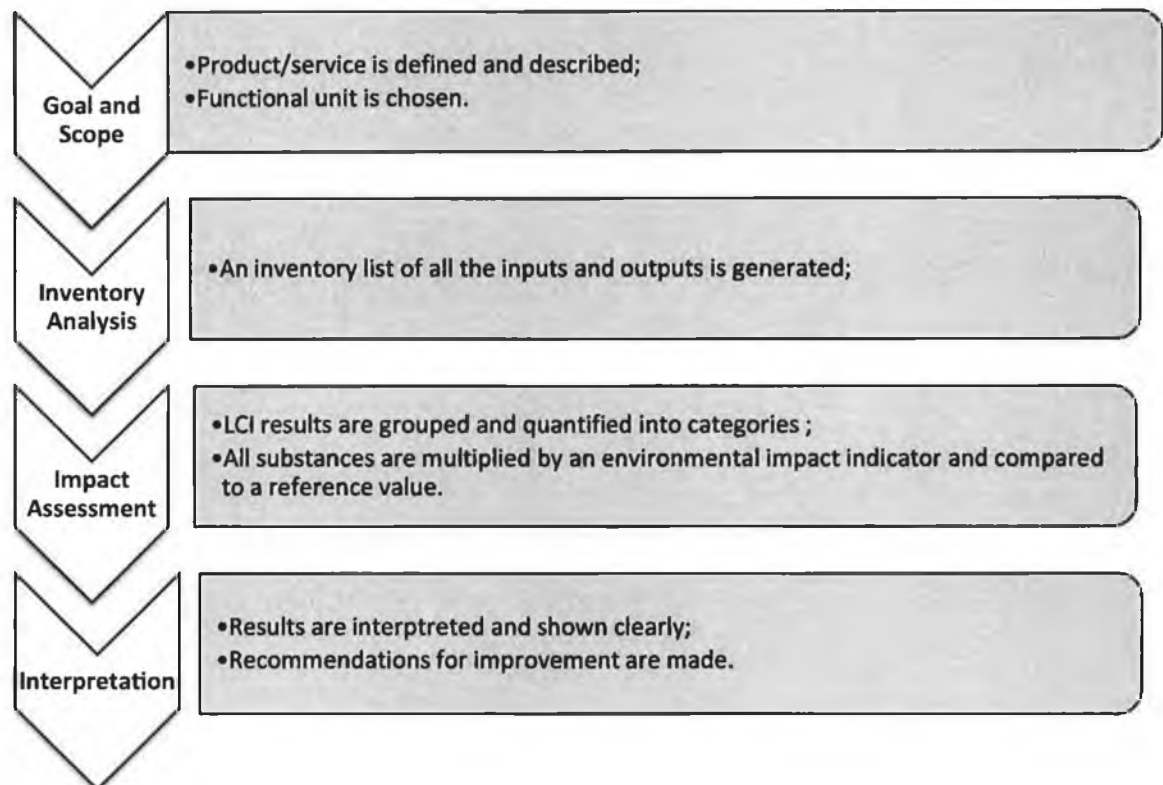 Goal and
Scope
•Product/service is defined and described;
•Functional unit is chosen.
Inventory
Analysis
•An inventory list of all the inputs and outputs is generated;
Impact
Assessment
•LCI results are grouped and quantified into categories ;
•All substances are multiplied by an environmental impact indicator and compared
to a reference value.
Interpretation
•Results are interptreted and shown clearly;
•Recommendations for improvement are made.